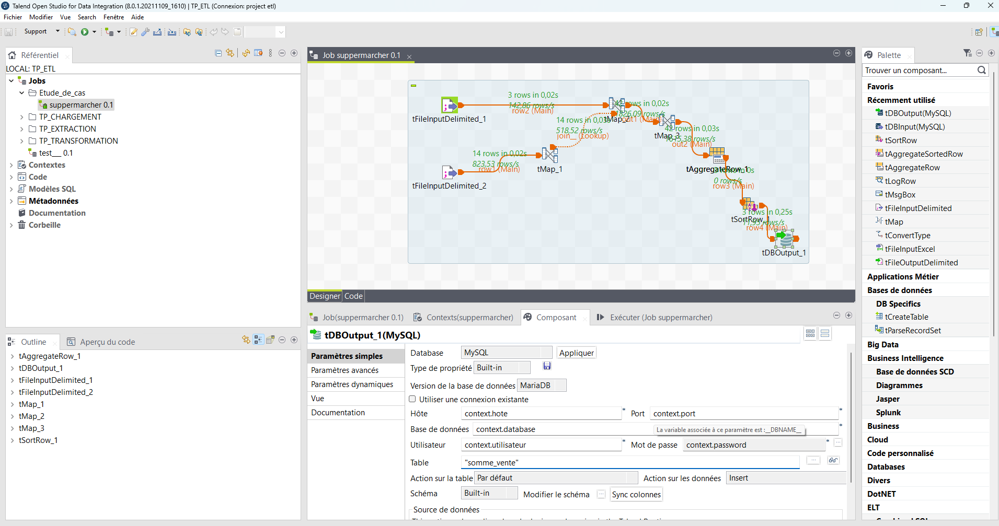 Talend Open Studio for Data Integration (8.0.1.20211109_1610) | TP_ETL (Connexion: project etl)
Fichier Modifier Vue Search Fenêtre Aide
Support
Référentiel
LOCAL: TP_ETL
Jobs
Etude_de_cas
suppermarcher 0.1
TP_CHARGEMENT
TP_EXTRACTION
TP_TRANSFORMATION
test__ 0.1
Contextes
Code
Modèles SQL
Métadonnées
Documentation
Corbeille
Outline
Aperçu du code
tAggregateRow_1
tDBOutput_1
tFileInputDelimited_1
tFileInputDelimited_2
tMap_1
tMap_2
tMap_3
tSortRow_1
Job suppermarcher 0.1
3 rows in 0,02s
142,86 rows/s
row2 (Main)
tFileInputDelimited_1
42 rows in 0,02s
1826,09 rows/s
out1 (Main)
tMap_2
14 rows in 0,03s
518,52 rows/s
join__ (Lookup)
42 rows in 0,03s
1615,38 rows/s
out2 (Main)
tMap_3
14 rows in 0,02s
823,53 rows/s
row1 (Main)
tMap_1
tFileInputDelimited_2
tAggregateRow_1
3 rows in 0s
0 rows/s
row3 (Main)
3 rows in 0,25s
11,95 rows/s
row4 (Main)
tSortRow_1
tDBOutput_1
Designer Code
Job(suppermarcher 0.1)
Contexts(suppermarcher)
Composant
Exécuter (Job suppermarcher)
tDBOutput_1(MySQL)
Paramètres simples
Paramètres avancés
Paramètres dynamiques
Vue
Documentation
Database MySQL Appliquer
Type de propriété Built-in
Version de la base de données MariaDB
Utiliser une connexion existante
Hôte context.hote * Port context.port *
Base de données context.database *
La variable associée à ce paramètre est :__DBNAME__
Utilisateur context.utilisateur * Mot de passe context.password * ...
Table "somme_vente" ...
Action sur la table Par défaut Action sur les données Insert
Schéma Built-in Modifier le schéma ... Sync colonnes
Source de données
Palette
Trouver un composant...
Favoris
Récemment utilisé
tDBOutput(MySQL)
tDBInput(MySQL)
tSortRow
tAggregateSortedRow
tAggregateRow
tLogRow
tMsgBox
tFileInputDelimited
tMap
tConvertType
tFileInputExcel
tFileOutputDelimited
Applications Métier
Bases de données
DB Specifics
tCreateTable
tParseRecordSet
Big Data
Business Intelligence
Base de données SCD
Diagrammes
Jasper
Splunk
Business
Cloud
Code personnalisé
Databases
Divers
DotNET
ELT